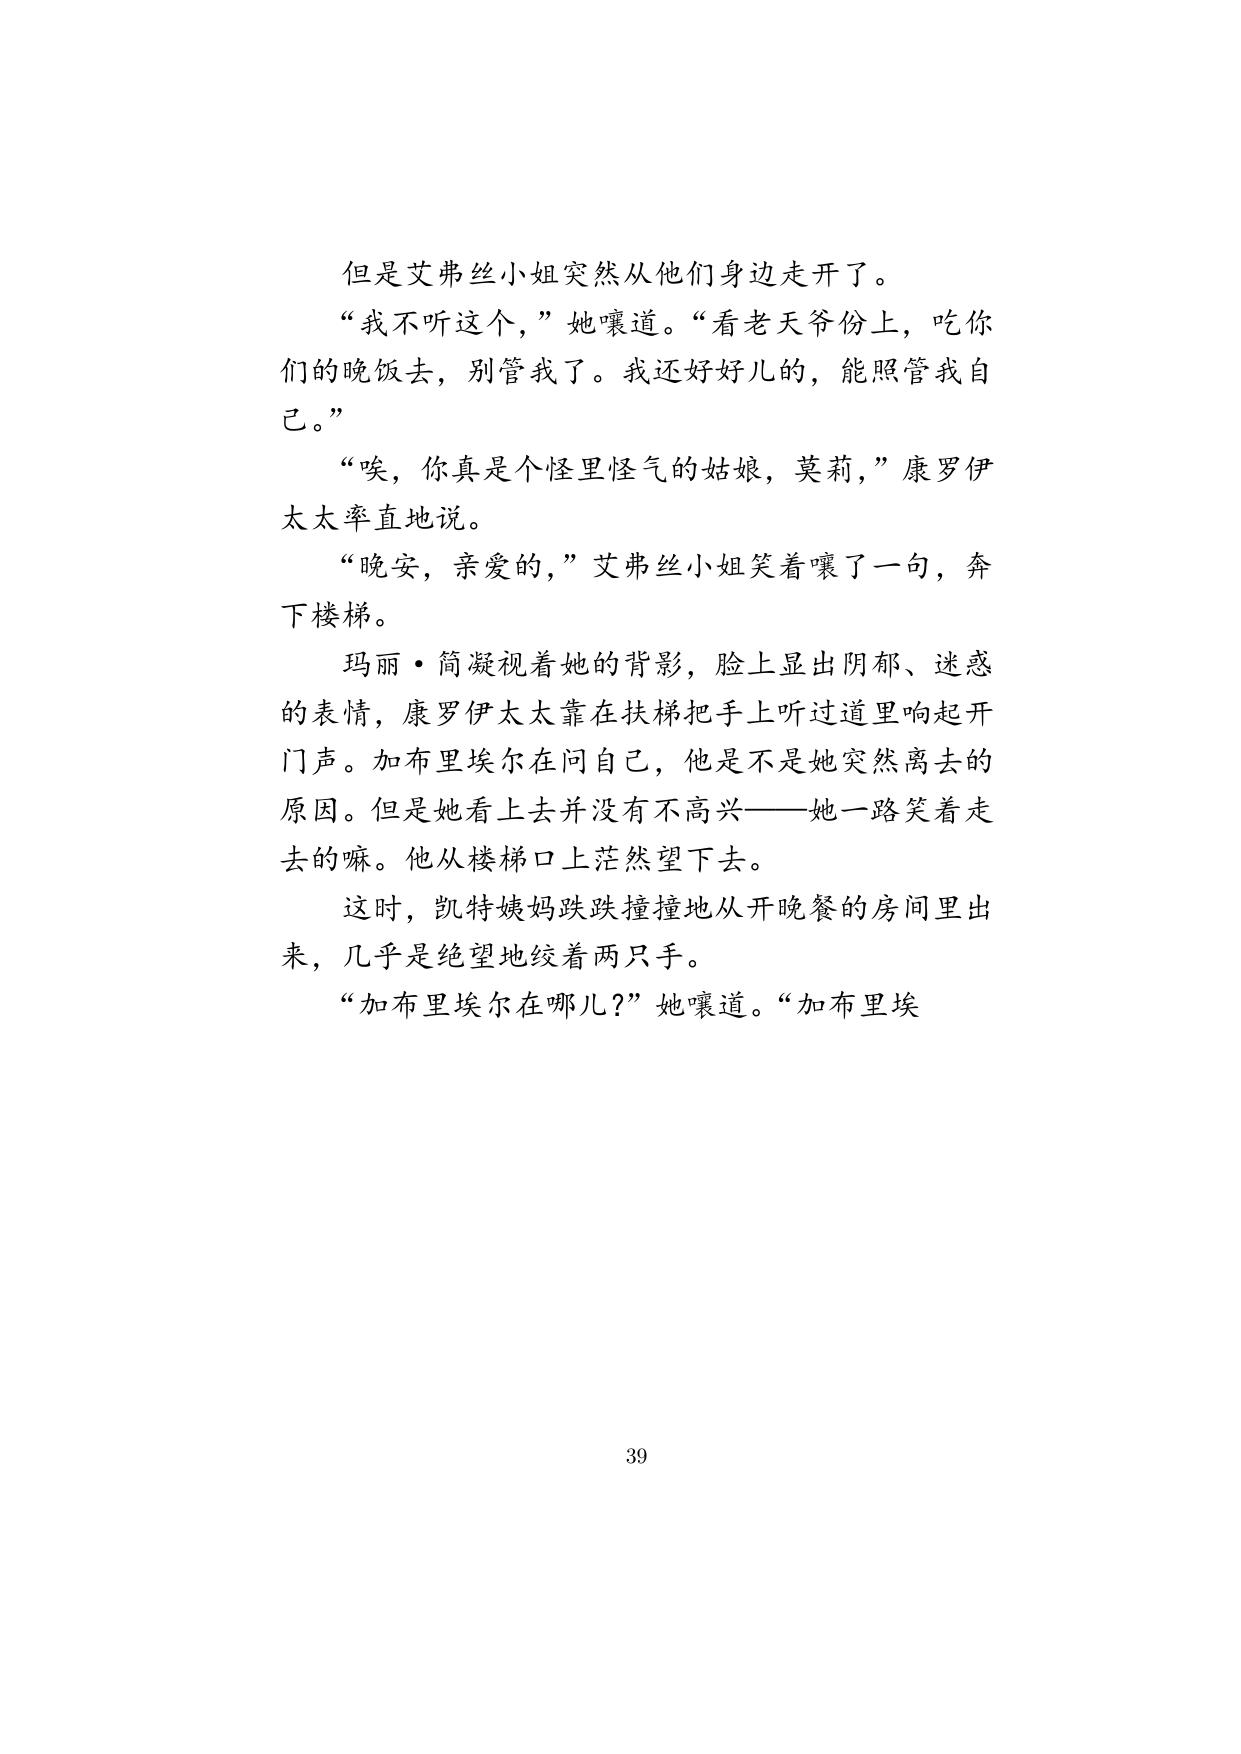 但是艾弗丝小姐突然从他们身边走开了。
“我不听这个，”她嚷道。“看老天爷份上，吃你
们的晚饭去，别管我了。我还好好儿的，能照管我自
己。”
“唉，你真是个怪里怪气的姑娘，莫莉，”康罗伊
太太率直地说。
“晚安，亲爱的，”艾弗丝小姐笑着嚷了一句，奔
下楼梯。
玛丽·简凝视着她的背影，脸上显出阴郁、迷惑
的表情，康罗伊太太靠在扶梯把手上听过道里响起开
门声。加布里埃尔在问自己，他是不是她突然离去的
原因。但是她看上去并没有不高兴——她一路笑着走
去的嘛。他从楼梯口上茫然望下去。
这时，凯特姨妈跌跌撞撞地从开晚餐的房间里出
来，几乎是绝望地绞着两只手。
“加布里埃尔在哪儿?”她嚷道。“加布里埃
39